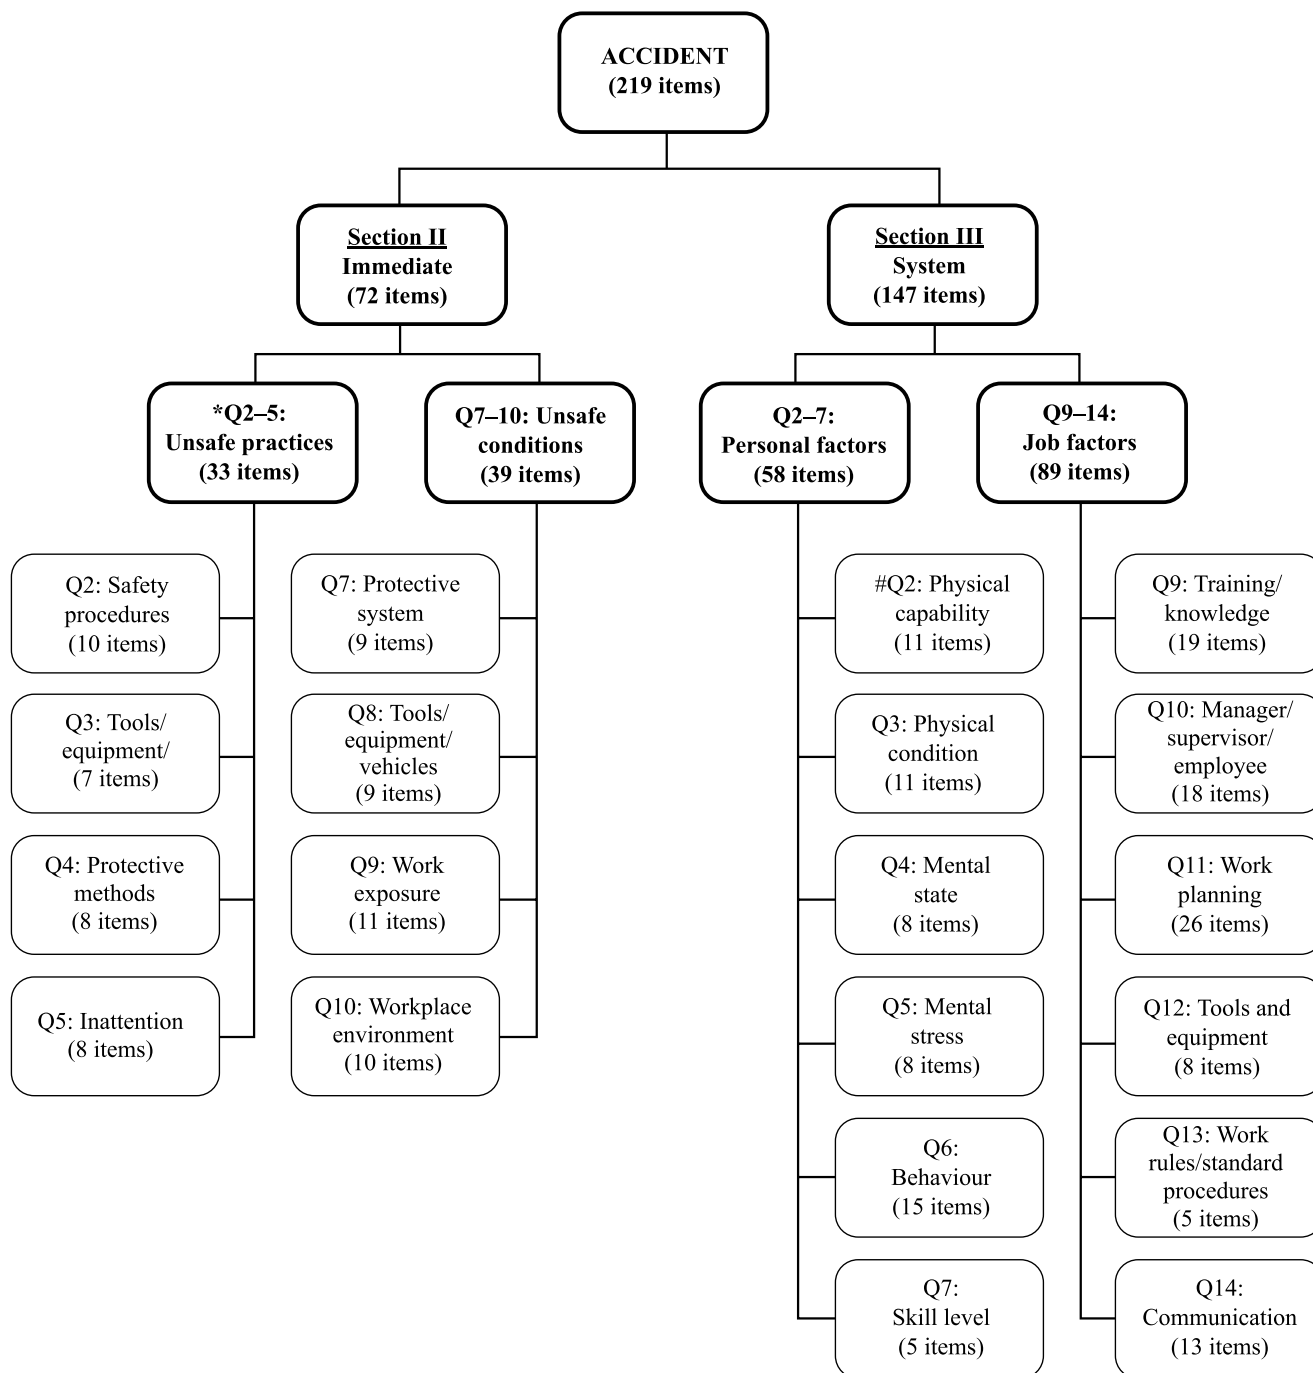 ACCIDENT
(219 items)
Section II
Immediate
(72 items)
Section III
System
(147 items)
*Q2–5:
Unsafe practices
(33 items)
Q7–10: Unsafe
conditions
(39 items)
Q2–7:
Personal factors
(58 items)
Q9–14:
Job factors
(89 items)
Q2: Safety
procedures
(10 items)
Q3: Tools/
equipment/
(7 items)
Q4: Protective
methods
(8 items)
Q5: Inattention
(8 items)
Q7: Protective
system
(9 items)
Q8: Tools/
equipment/
vehicles
(9 items)
Q9: Work
exposure
(11 items)
Q10: Workplace
environment
(10 items)
#Q2: Physical
capability
(11 items)
Q3: Physical
condition
(11 items)
Q4: Mental
state
(8 items)
Q5: Mental
stress
(8 items)
Q6:
Behaviour
(15 items)
Q7:
Skill level
(5 items)
Q9: Training/
knowledge
(19 items)
Q10: Manager/
supervisor/
employee
(18 items)
Q11: Work
planning
(26 items)
Q12: Tools and
equipment
(8 items)
Q13: Work
rules/standard
procedures
(5 items)
Q14:
Communication
(13 items)